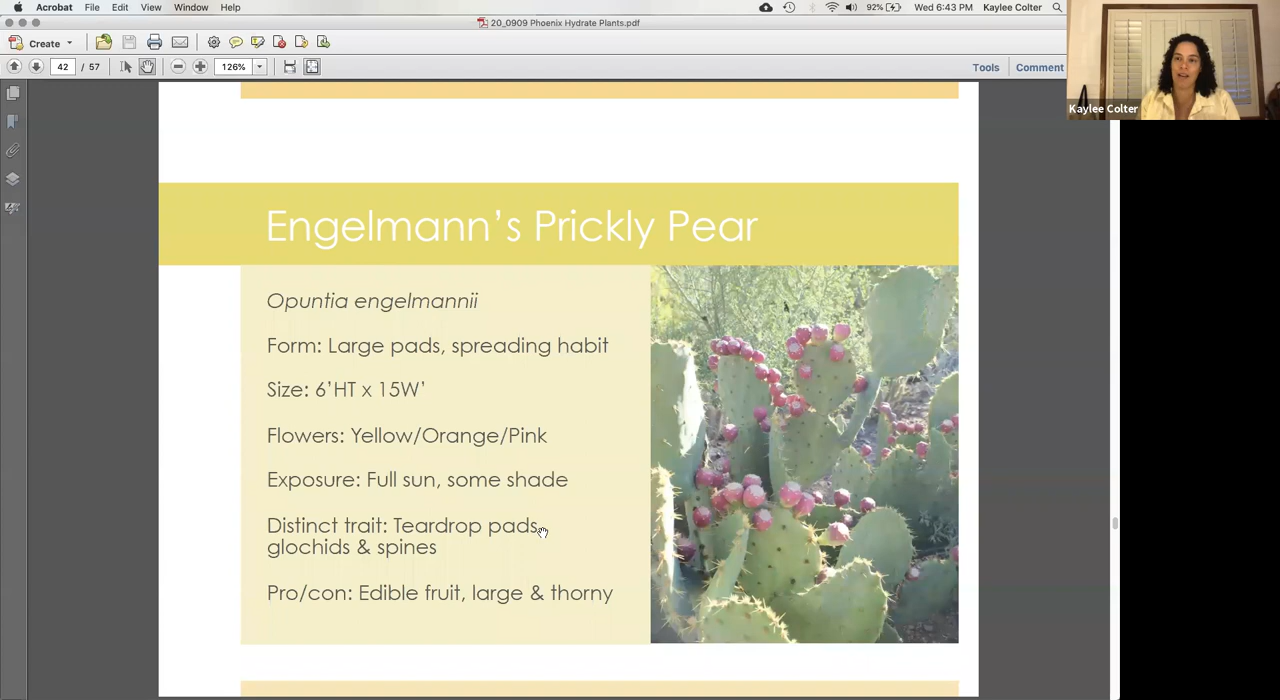 Acrobat File Edit View Window Help 92% Wed 6:43 PM Kaylee Colter
20_0909 Phoenix Hydrate Plants.pdf
Create
42 / 57 126% Tools Comment
Kaylee Colter
Engelmann's Prickly Pear
Opuntia engelmannii
Form: Large pads, spreading habit
Size: 6'HT x 15W'
Flowers: Yellow/Orange/Pink
Exposure: Full sun, some shade
Distinct trait: Teardrop pads,
glochids & spines
Pro/con: Edible fruit, large & thorny